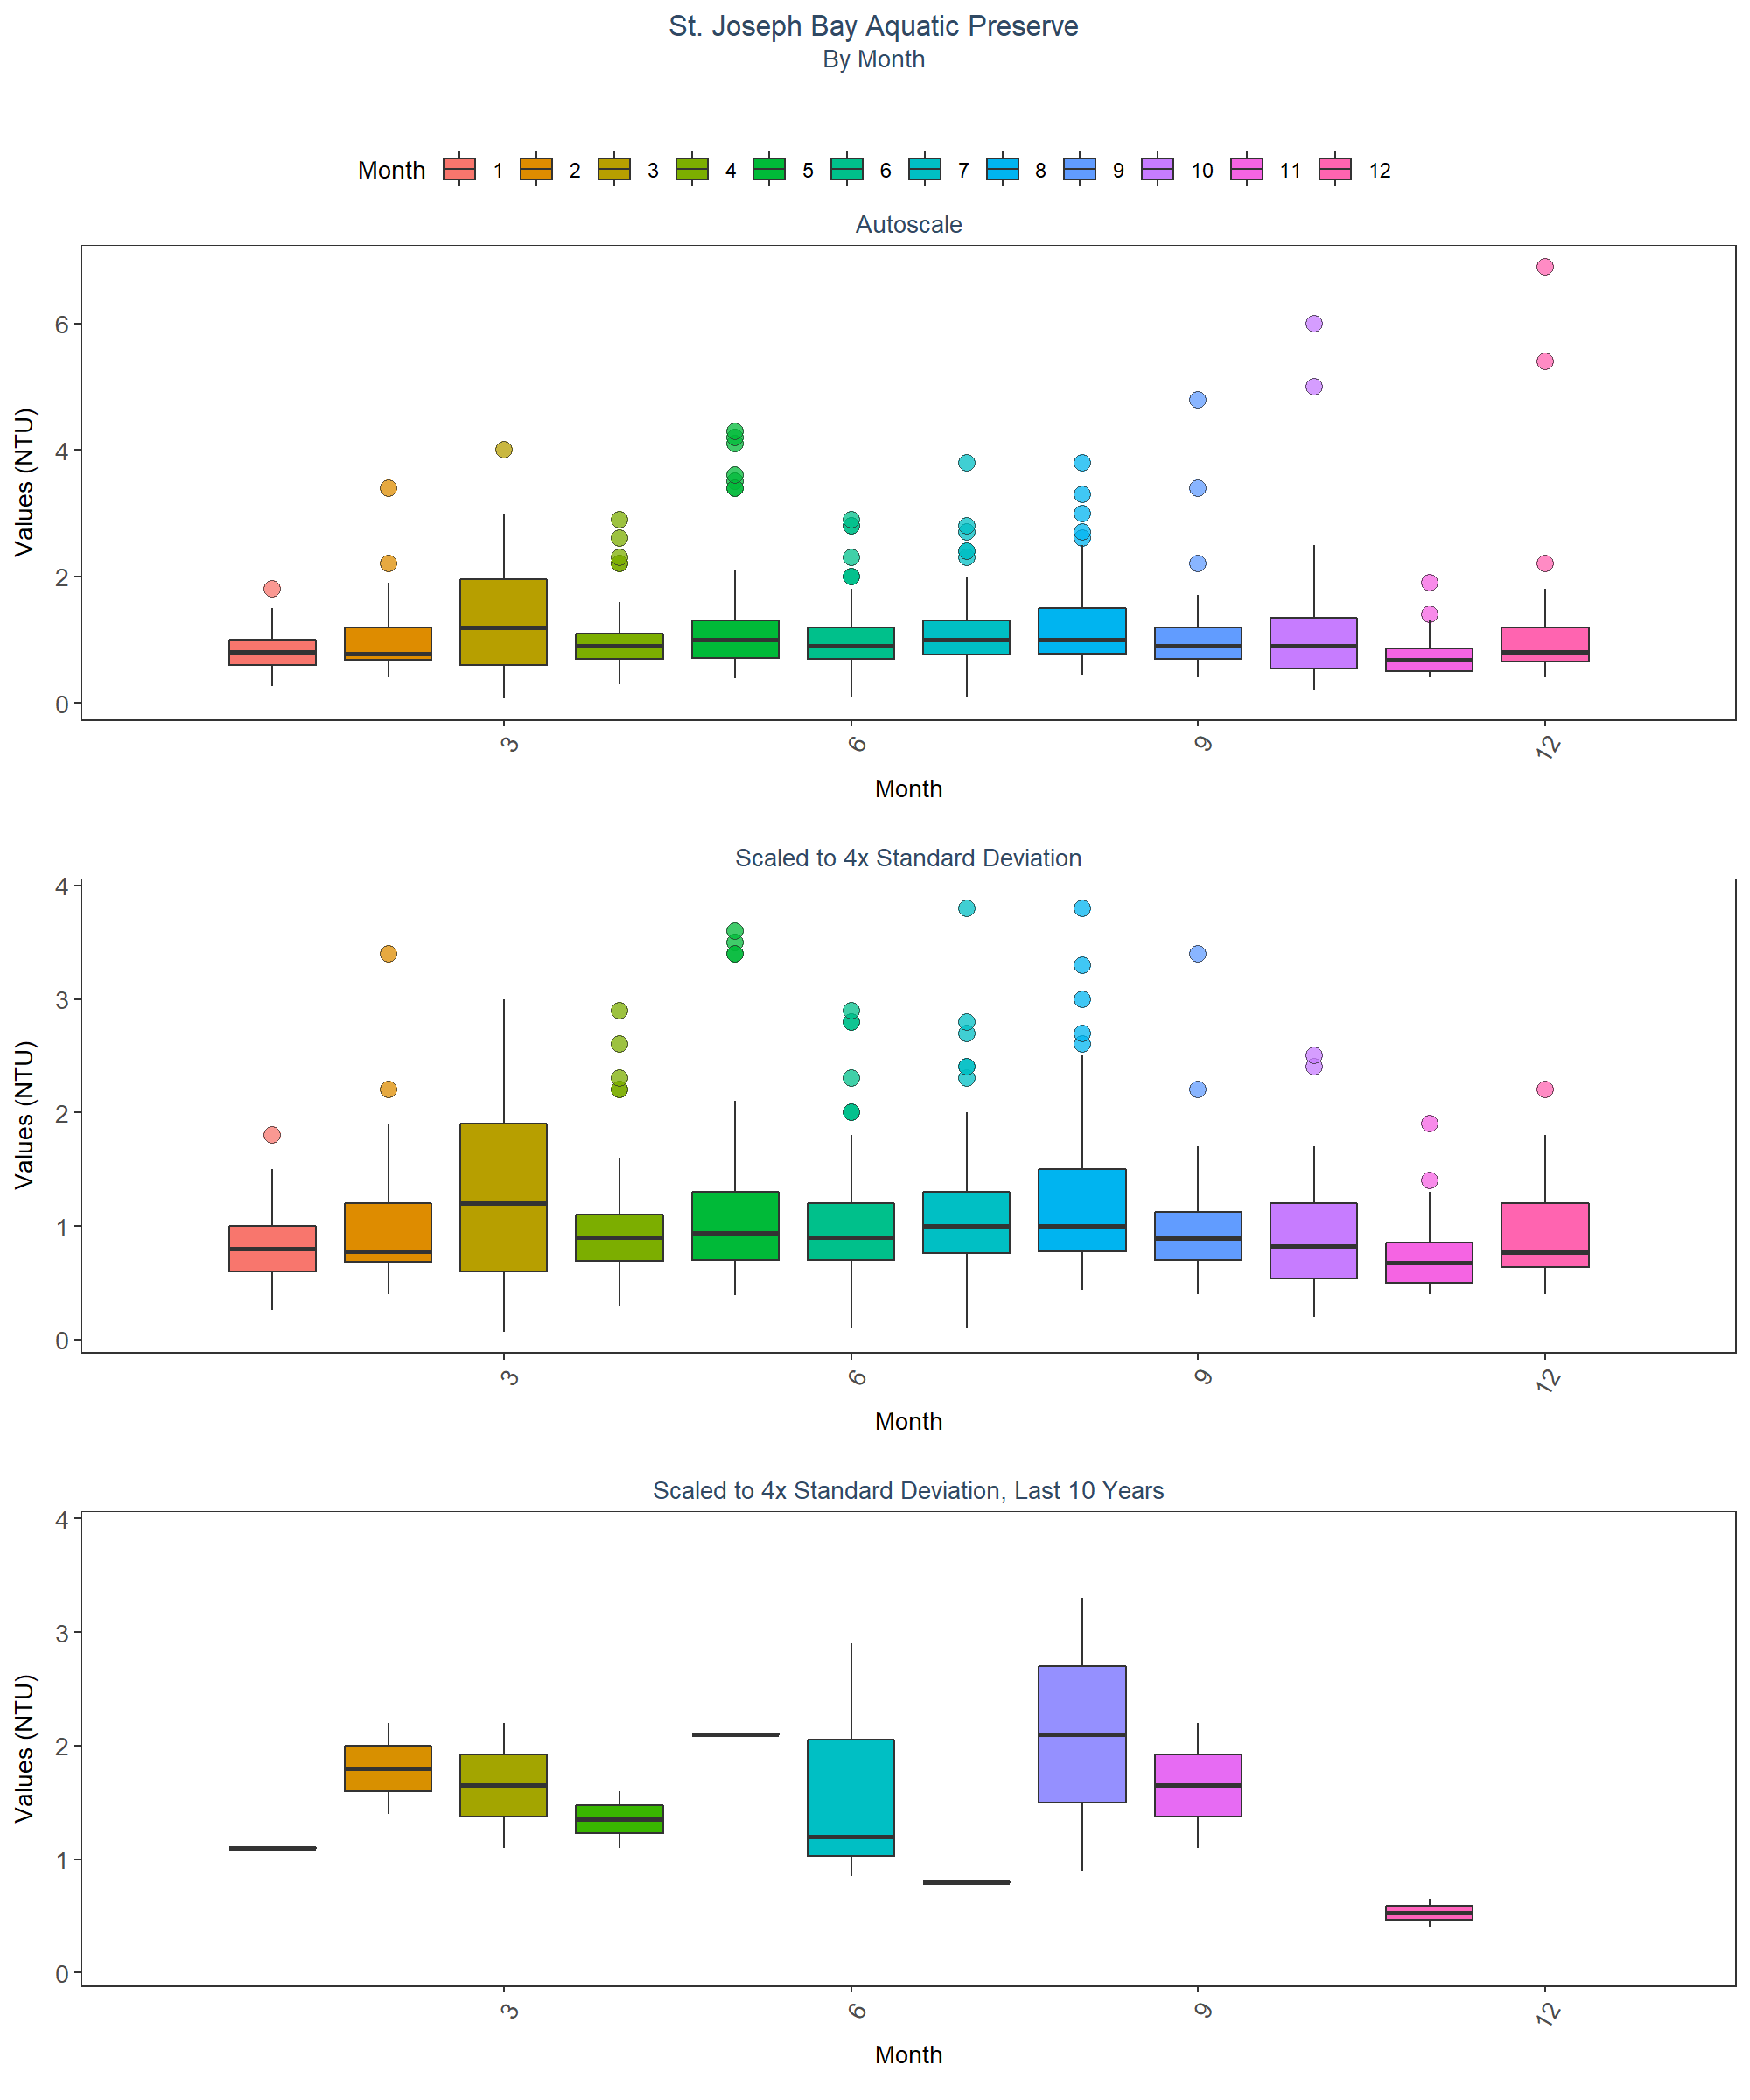 St. Joseph Bay Aquatic Preserve
By Month
Month 1 2 3 4 5 6 7 8 9 10 11 12
Autoscale
Values (NTU)
6
4
2
0
3 6 9 12
Month
Scaled to 4x Standard Deviation
Values (NTU)
4
3
2
1
0
3 6 9 12
Month
Scaled to 4x Standard Deviation, Last 10 Years
Values (NTU)
4
3
2
1
0
3 6 9 12
Month